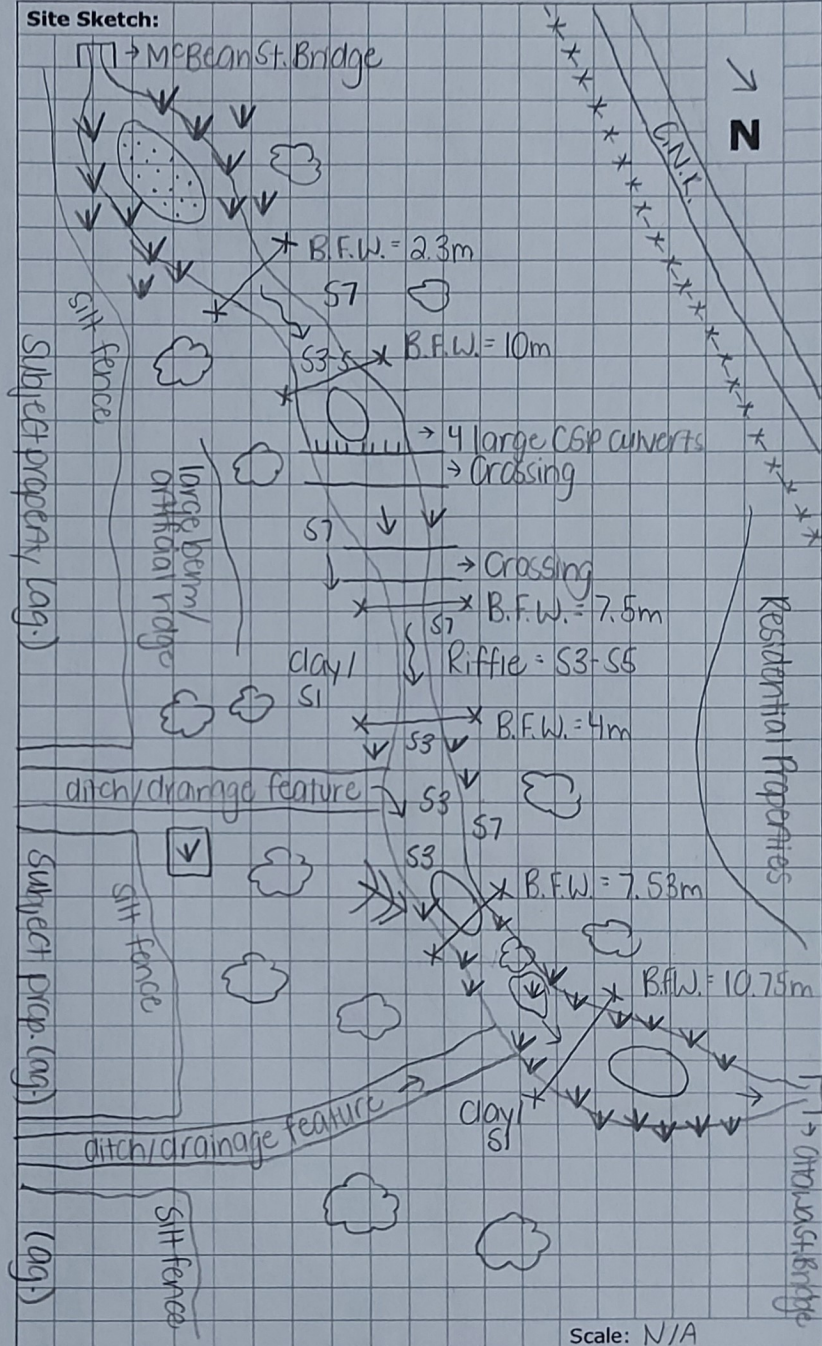 Site Sketch:
→ McBean St. Bridge
N
C.N.R.
B.F.W. = 2.3m
S7
silt fence
S3-5
B.F.W. = 10m
Subject property (ag.)
→ 4 large CSP culverts
→ Crossing
large berm/
artificial ridge
S7
→ Crossing
B.F.W. = 7.5m
S7
Residential Properties
clay/
S1
Riffle = S3-S5
B.F.W. = 4m
S3
ditch/drainage feature
S3
S7
S3
Subject prop. (ag.)
silt fence
B.F.W. = 7.53m
B.F.W. = 10.75m
clay/
S1
ditch/drainage feature
→ Ottawa St. Bridge
silt fence
(ag.)
Scale: N/A